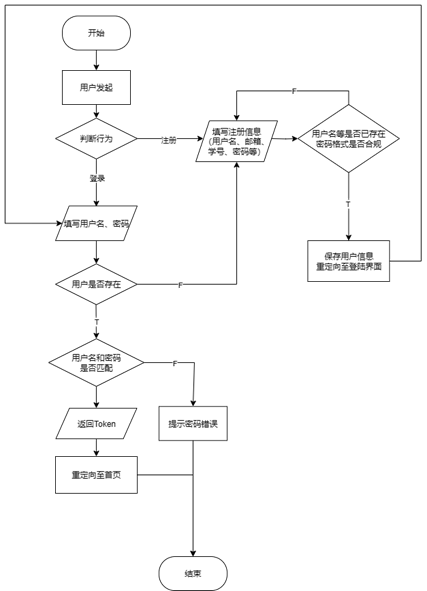 开始
用户发起
判断行为
注册
填写注册信息
（用户名、邮箱、
学号、密码等）
F
用户名等是否已存在
密码格式是否合规
T
保存用户信息
重定向至登陆界面
登录
填写用户名、密码
用户是否存在
F
T
用户名和密码
是否匹配
F
返回Token
提示密码错误
重定向至首页
结束